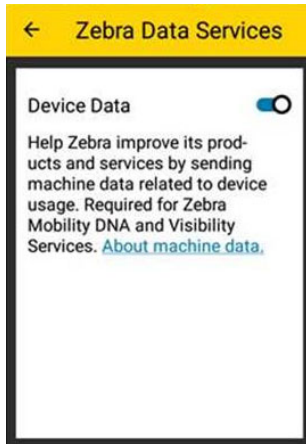 Zebra Data Services
Device Data
Help Zebra improve its prod-
ucts and services by sending
machine data related to device
usage. Required for Zebra
Mobility DNA and Visibility
Services. About machine data.